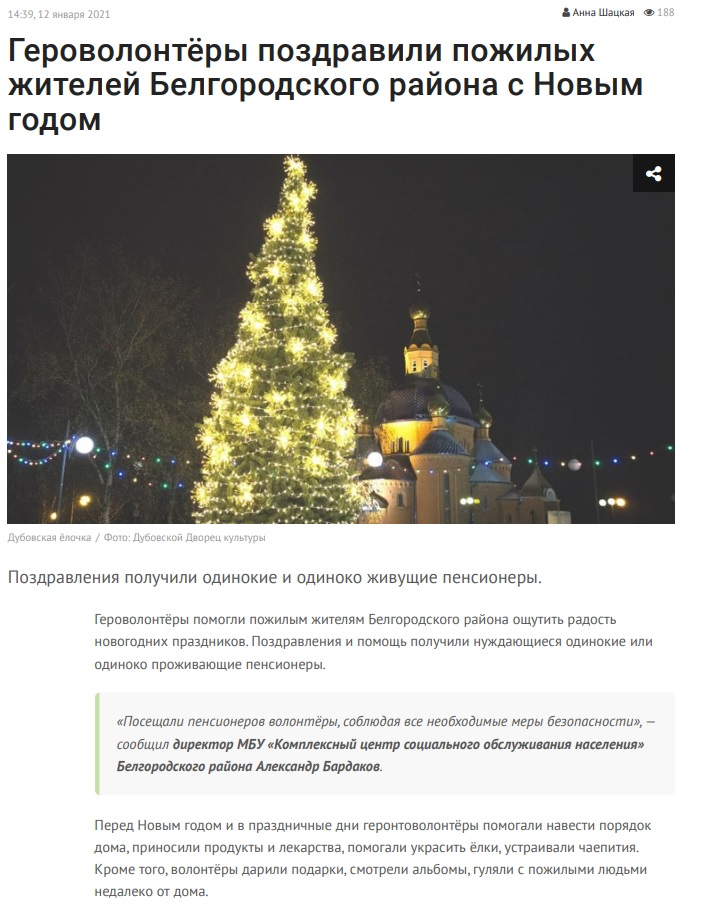 14:39, 12 января 2021
Анна Шацкая 188
Героволонтёры поздравили пожилых
жителей Белгородского района с Новым
годом
Дубовская ёлочка / Фото: Дубовской Дворец культуры
Поздравления получили одинокие и одиноко живущие пенсионеры.
Героволонтёры помогли пожилым жителям Белгородского района ощутить радость
новогодних праздников. Поздравления и помощь получили нуждающиеся одинокие или
одиноко проживающие пенсионеры.
«Посещали пенсионеров волонтёры, соблюдая все необходимые меры безопасности», —
сообщил директор МБУ «Комплексный центр социального обслуживания населения»
Белгородского района Александр Бардаков.
Перед Новым годом и в праздничные дни геронтоволонтёры помогали навести порядок
дома, приносили продукты и лекарства, помогали украсить ёлки, устраивали чаепития.
Кроме того, волонтёры дарили подарки, смотрели альбомы, гуляли с пожилыми людьми
недалеко от дома.